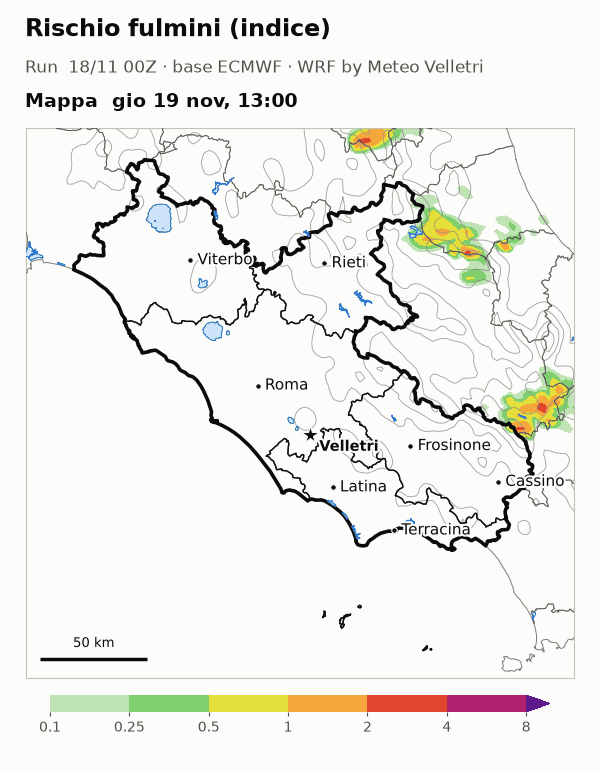 Rischio fulmini (indice)
Run  18/11 00Z · base ECMWF · WRF by Meteo Velletri
Mappa  gio 19 nov, 13:00
Viterbo
Rieti
Roma
Velletri
Frosinone
Latina
Cassino
Terracina
50 km
0.1 0.25 0.5 1 2 4 8